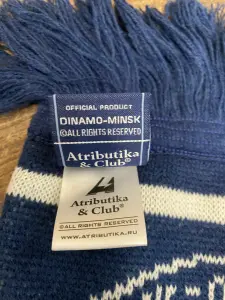 OFFICIAL PRODUCT
DINAMO-MINSK
©ALL RIGHTS RESERVED
Atributika
& Club®
Atributika
& Club®
©ALL RIGHTS RESERVED
WWW.ATRIBUTIKA.RU